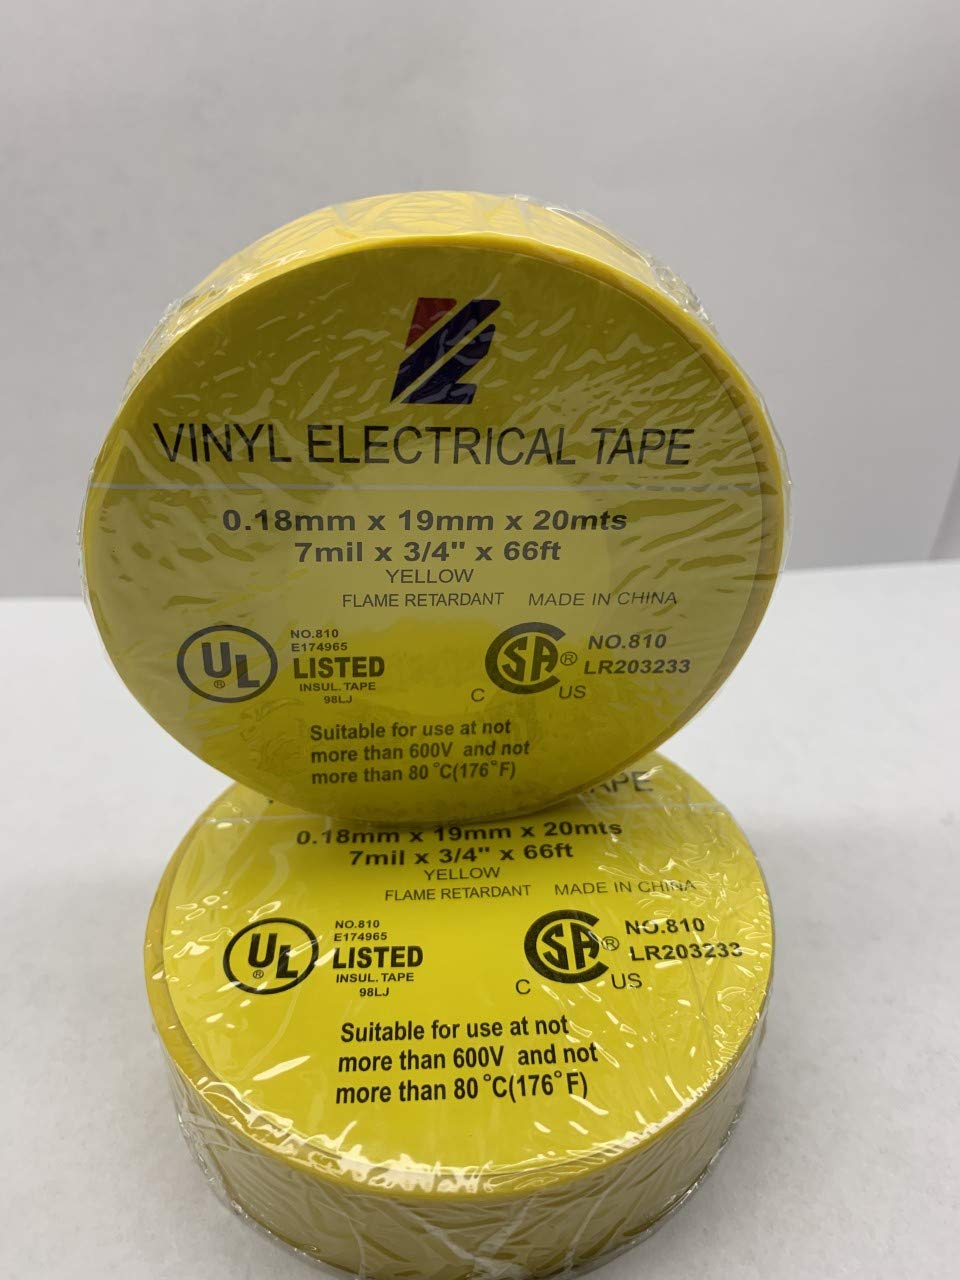 VINYL ELECTRICAL TAPE
0.18mm x 19mm x 20mts
7mil x 3/4" x 66ft
YELLOW
FLAME RETARDANT MADE IN CHINA
UL®
NO.810
E174965
LISTED
INSUL. TAPE
98LJ
C SA® US
NO.810
LR203233
Suitable for use at not
more than 600V and not
more than 80°C(176°F)
0.18mm x 19mm x 20mts
7mil x 3/4" x 66ft
YELLOW
FLAME RETARDANT MADE IN CHINA
UL®
NO.810
E174965
LISTED
INSUL. TAPE
98LJ
C SA® US
NO.810
LR203233
Suitable for use at not
more than 600V and not
more than 80°C(176°F)